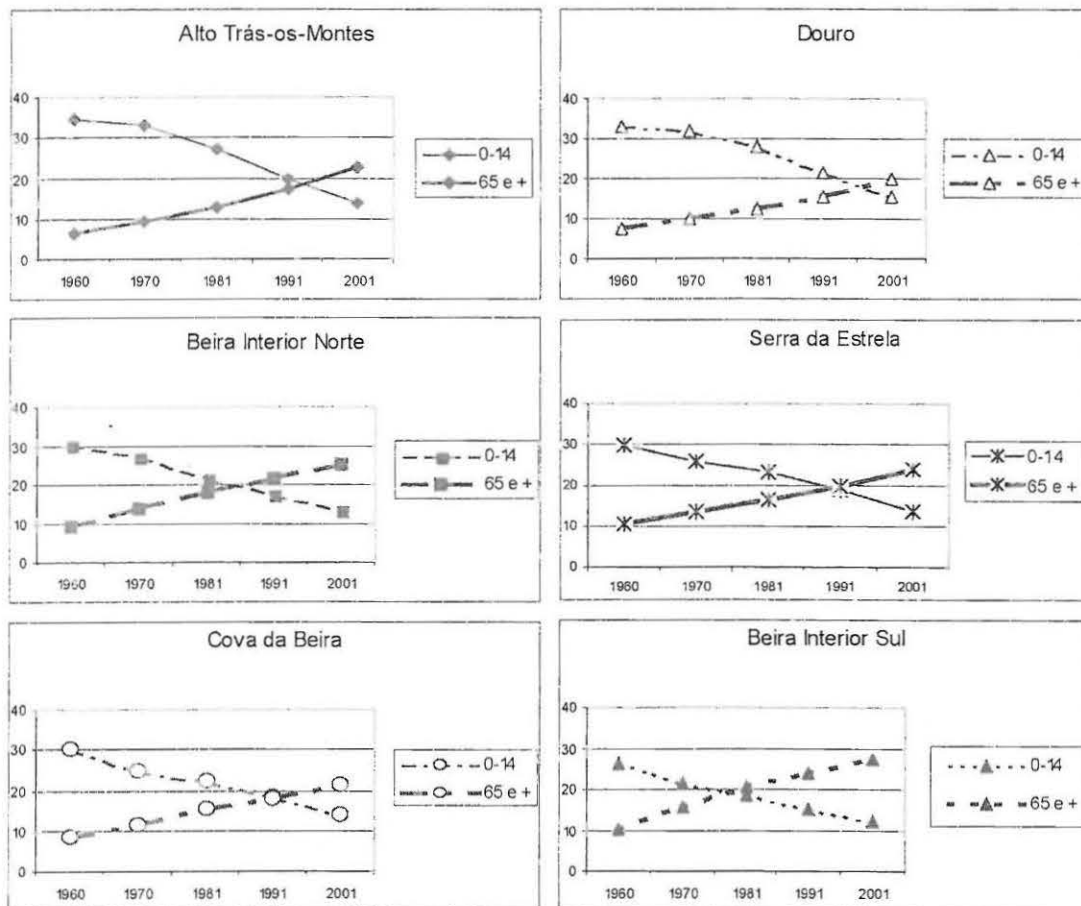 Alto Trás-os-Montes
40
30
20
10
0
1960 1970 1981 1991 2001
0-14
65 e +
Douro
40
30
20
10
0
1960 1970 1981 1991 2001
0-14
65 e +
Beira Interior Norte
40
30
20
10
0
1960 1970 1981 1991 2001
0-14
65 e +
Serra da Estrela
40
30
20
10
0
1960 1970 1981 1991 2001
0-14
65 e +
Cova da Beira
40
30
20
10
0
1960 1970 1981 1991 2001
0-14
65 e +
Beira Interior Sul
40
30
20
10
0
1960 1970 1981 1991 2001
0-14
65 e +